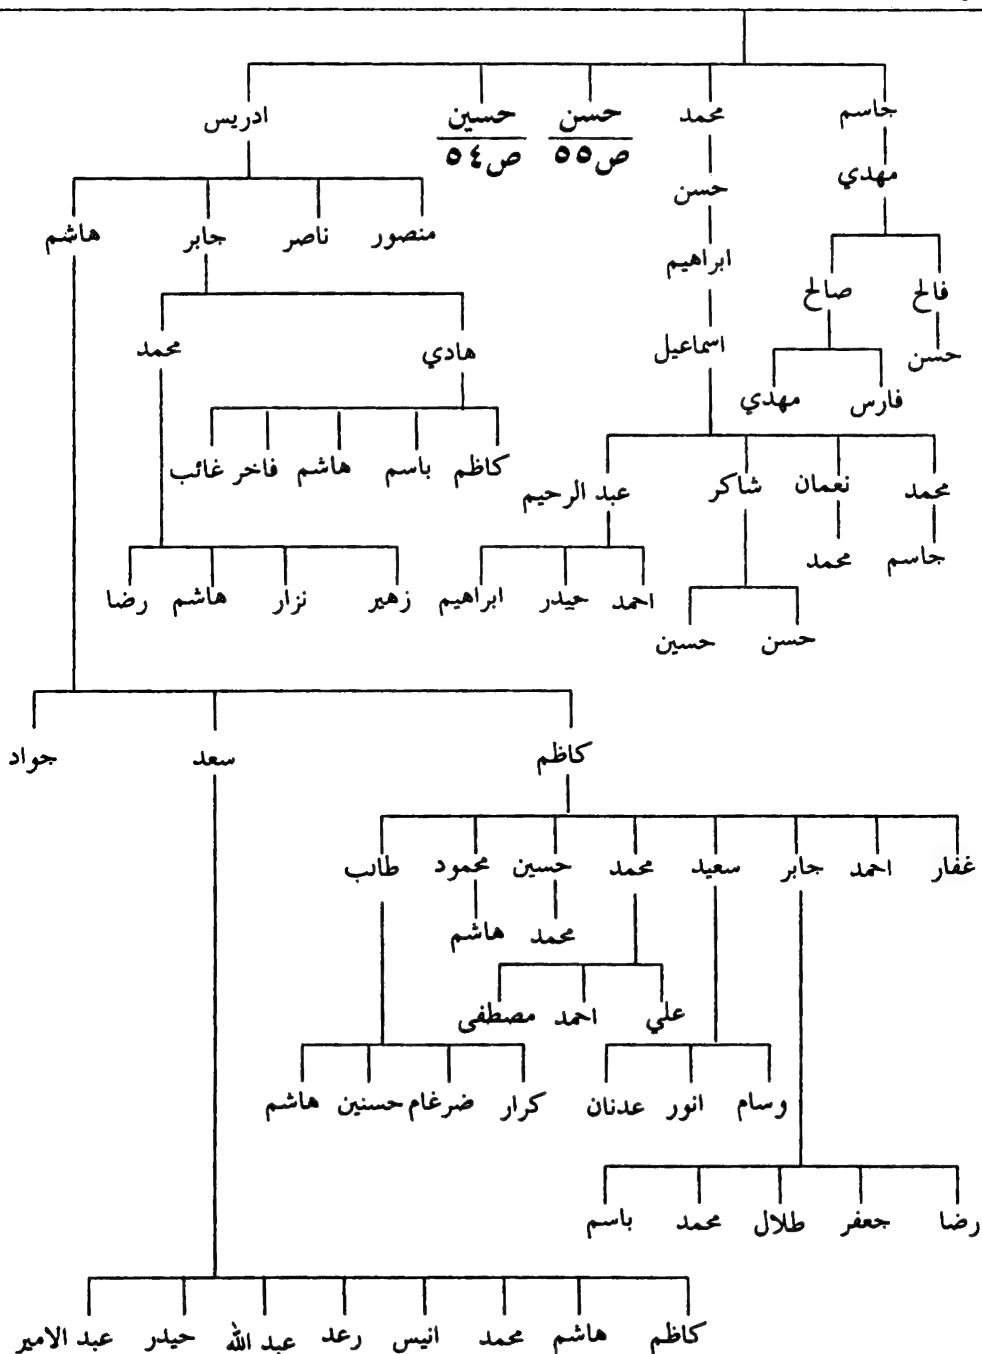 جاسم محمد حسن حسين ادريس
ص٥٥ ص٥٤
مهدي
حسن
منصور ناصر جابر هاشم
ابراهيم
فالح صالح
اسماعيل
هادي محمد
حسن
فارس مهدي
كاظم باسم هاشم فاخر غائب
محمد نعمان شاكر عبد الرحيم
جاسم محمد
احمد حيدر ابراهيم زهير نزار هاشم رضا
حسن حسين
كاظم سعد جواد
غفار احمد جابر سعيد محمد حسين محمود طالب
محمد هاشم
علي احمد مصطفى
وسام انور عدنان كرار ضرغام حسنين هاشم
رضا جعفر طلال محمد باسم
كاظم هاشم محمد انيس رعد عبد الله حيدر عبد الامير